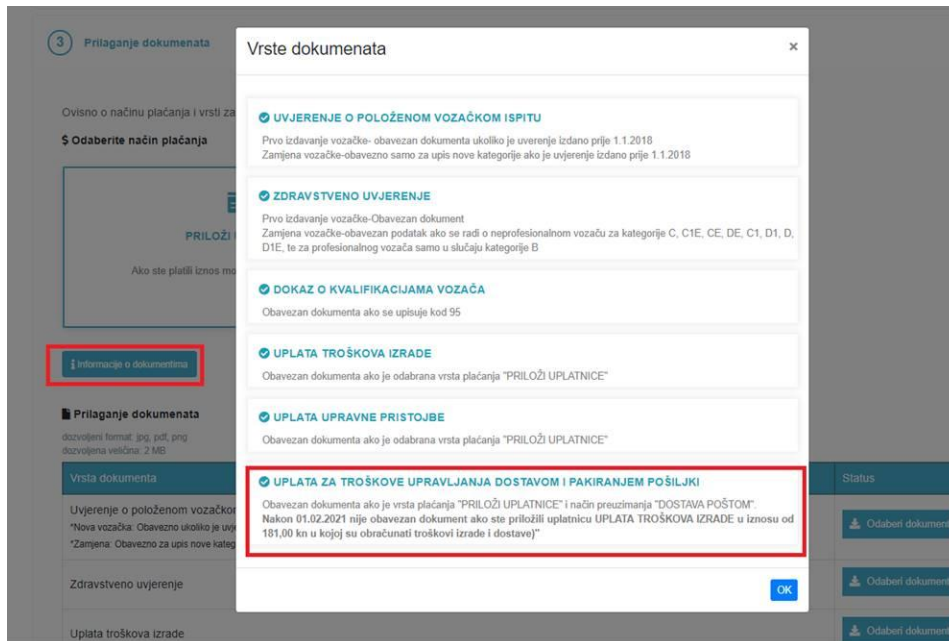 3 Prilaganje dokumenata
Vrste dokumenata ×
Ovisno o načinu plaćanja i vrsti za
$ Odaberite način plačanja
PRILOŽI
Ako ste platili iznos mo
i Informacije o dokumentima
Prilaganje dokumenata
dozvoljeni format: jpg, pdf, png
dozvoljena veličina: 2 MB
Vrsta dokumenta
Status
Uvjerenje o položenom vozačkor
*Nova vozačka: Obavezno ukoliko je uvje
*Zamjena: Obavezno za upis nove kateg
Odaberi dokument
Zdravstveno uvjerenje
Odaberi dokument
Uplata troškova izrade
Odaberi dokument
UVJERENJE O POLOŽENOM VOZAČKOM ISPITU
Prvo izdavanje vozačke- obavezan dokumenta ukoliko je uverenje izdano prije 1.1.2018
Zamjena vozačke-obavezno samo za upis nove kategorije ako je uvjerenje izdano prije 1.1.2018
ZDRAVSTVENO UVJERENJE
Prvo izdavanje vozačke-Obavezan dokument
Zamjena vozačke-obavezan podatak ako se radi o neprofesionalnom vozaču za kategorije C, C1E, CE, DE, C1, D1, D,
D1E, te za profesionalnog vozača samo u slučaju kategorije B
DOKAZ O KVALIFIKACIJAMA VOZAČA
Obavezan dokumenta ako se upisuje kod 95
UPLATA TROŠKOVA IZRADE
Obavezan dokumenta ako je odabrana vrsta plaćanja "PRILOŽI UPLATNICE"
UPLATA UPRAVNE PRISTOJBE
Obavezan dokumenta ako je odabrana vrsta plaćanja "PRILOŽI UPLATNICE"
UPLATA ZA TROŠKOVE UPRAVLJANJA DOSTAVOM I PAKIRANJEM POŠILJKI
Obavezan dokumenta ako je vrsta plaćanja "PRILOŽI UPLATNICE" i način preuzimanja "DOSTAVA POŠTOM".
Nakon 01.02.2021 nije obavezan dokument ako ste priložili uplatnicu UPLATA TROŠKOVA IZRADE u iznosu od
181,00 kn u kojoj su obračunati troškovi izrade i dostave)"
OK